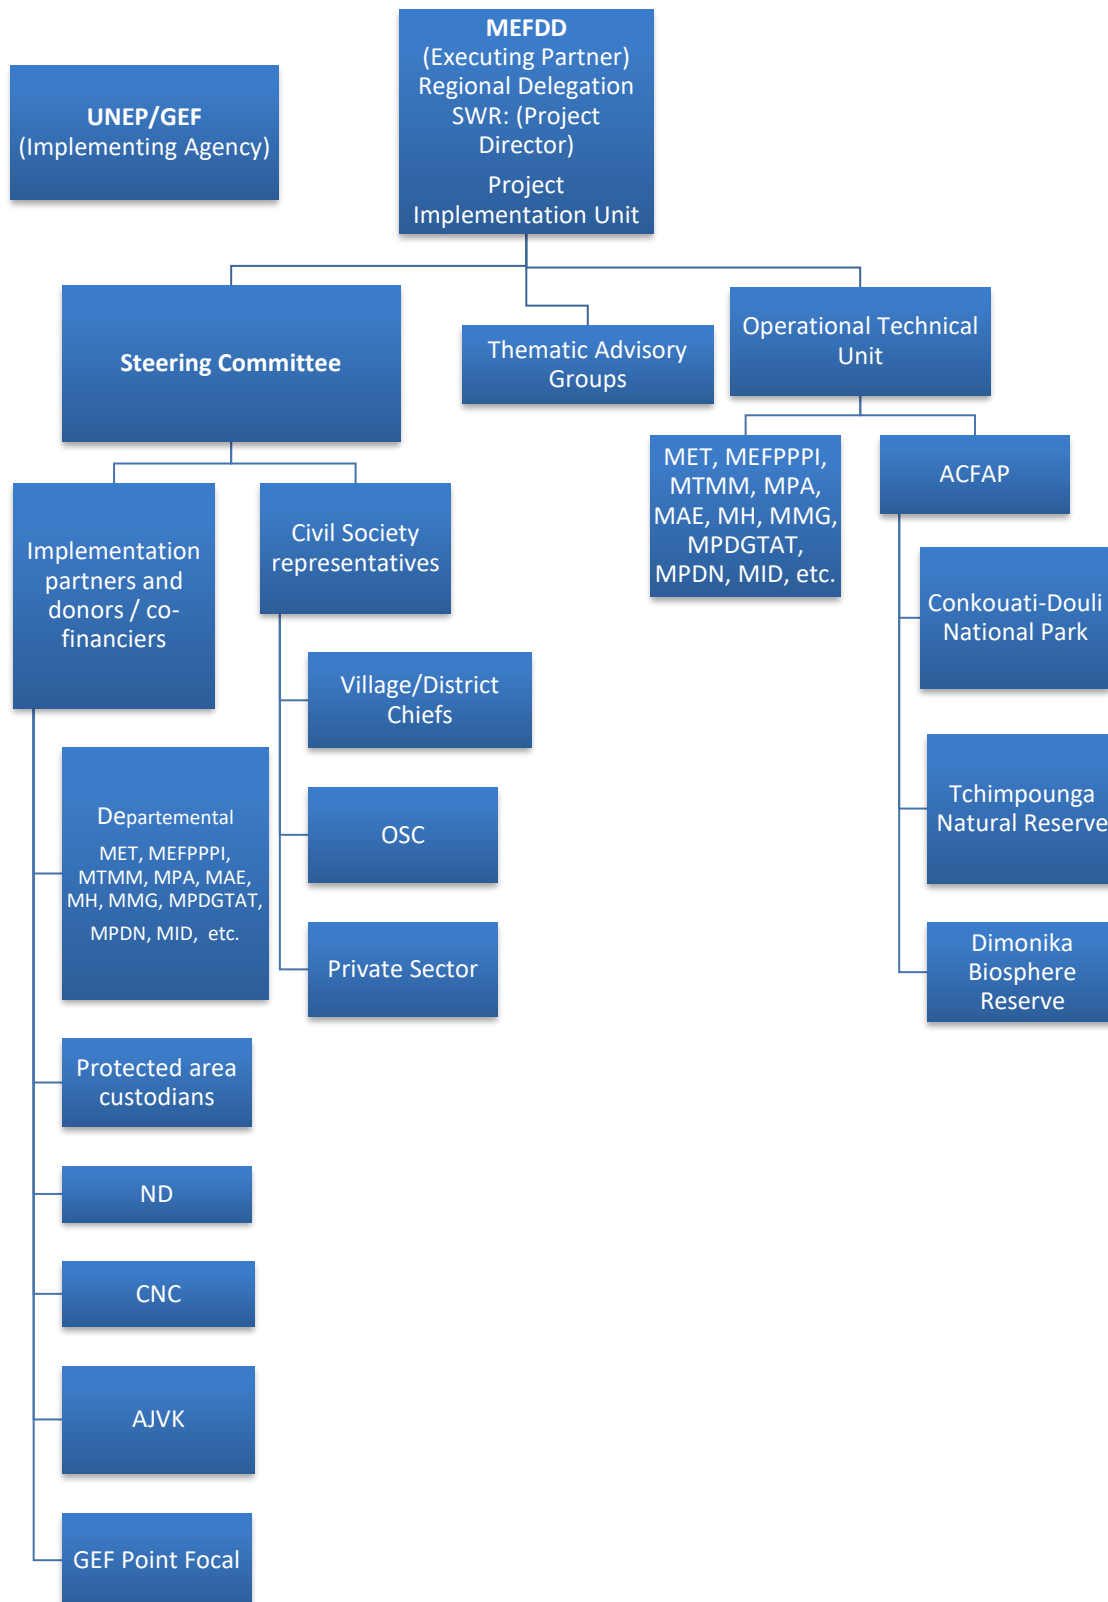 MEFDD
(Executing Partner)
Regional Delegation
SWR: (Project
Director)
Project
Implementation Unit
UNEP/GEF
(Implementing Agency)
Steering Committee
Thematic Advisory
Groups
Operational Technical
Unit
Implementation
partners and
donors / co-
financiers
Civil Society
representatives
MET, MEFPPPI,
MTMM, MPA,
MAE, MH, MMG,
MPDGTAT,
MPDN, MID, etc.
ACFAP
Conkouati-Douli
National Park
Village/District
Chiefs
Departemental
MET, MEFPPPI,
MTMM, MPA, MAE,
MH, MMG, MPDGTAT,
MPDN, MID, etc.
OSC
Tchimpounga
Natural Reserve
Private Sector
Dimonika
Biosphere
Reserve
Protected area
custodians
ND
CNC
AJVK
GEF Point Focal